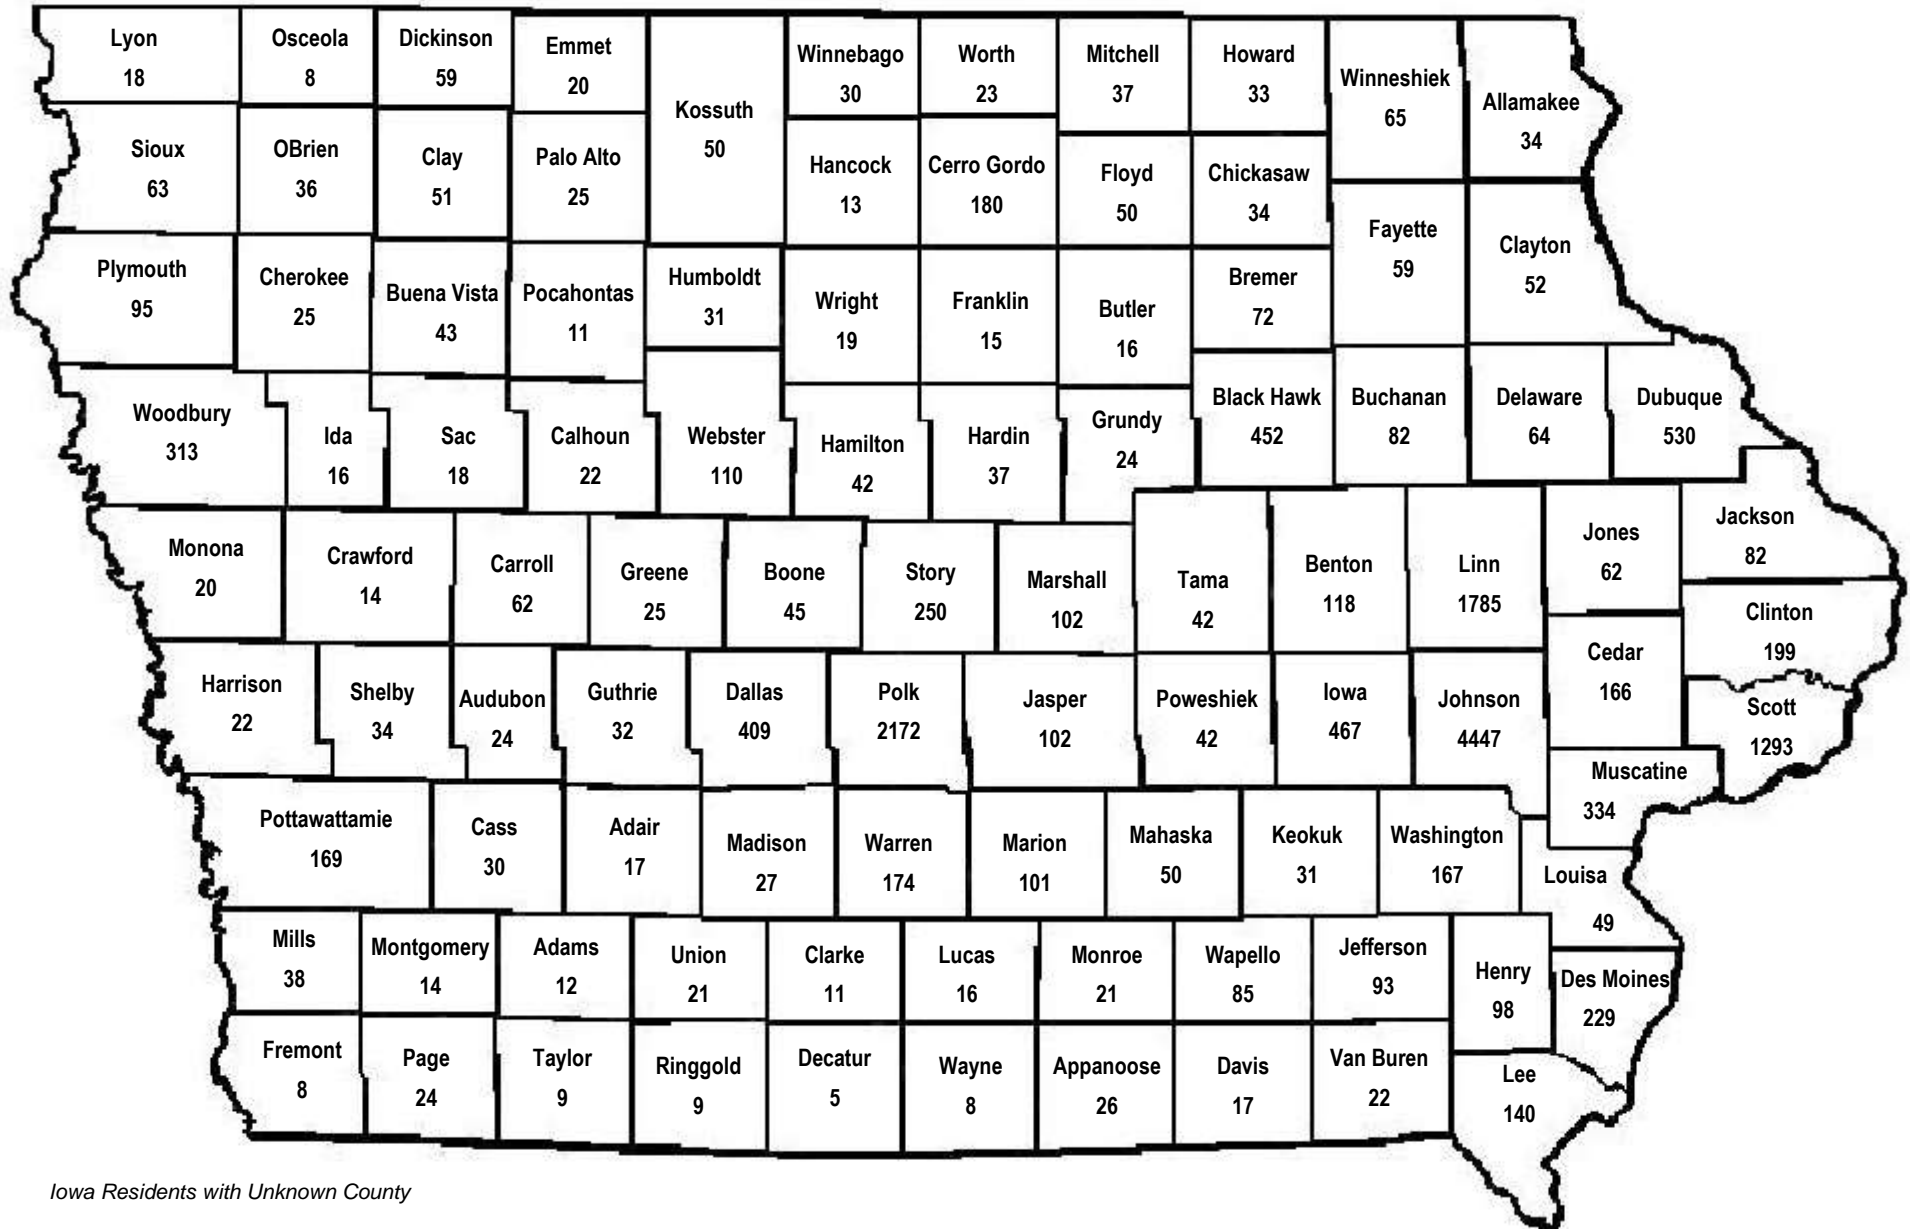 Lyon
18
Osceola
8
Dickinson
59
Emmet
20
Kossuth
50
Winnebago
30
Worth
23
Mitchell
37
Howard
33
Winneshiek
65
Allamakee
34
Sioux
63
OBrien
36
Clay
51
Palo Alto
25
Hancock
13
Cerro Gordo
180
Floyd
50
Chickasaw
34
Fayette
59
Clayton
52
Plymouth
95
Cherokee
25
Buena Vista
43
Pocahontas
11
Humboldt
31
Wright
19
Franklin
15
Butler
16
Bremer
72
Woodbury
313
Ida
16
Sac
18
Calhoun
22
Webster
110
Hamilton
42
Hardin
37
Grundy
24
Black Hawk
452
Buchanan
82
Delaware
64
Dubuque
530
Monona
20
Crawford
14
Carroll
62
Greene
25
Boone
45
Story
250
Marshall
102
Tama
42
Benton
118
Linn
1785
Jones
62
Jackson
82
Clinton
199
Harrison
22
Shelby
34
Audubon
24
Guthrie
32
Dallas
409
Polk
2172
Jasper
102
Poweshiek
42
Iowa
467
Johnson
4447
Cedar
166
Scott
1293
Muscatine
334
Pottawattamie
169
Cass
30
Adair
17
Madison
27
Warren
174
Marion
101
Mahaska
50
Keokuk
31
Washington
167
Louisa
49
Mills
38
Montgomery
14
Adams
12
Union
21
Clarke
11
Lucas
16
Monroe
21
Wapello
85
Jefferson
93
Henry
98
Des Moines
229
Fremont
8
Page
24
Taylor
9
Ringgold
9
Decatur
5
Wayne
8
Appanoose
26
Davis
17
Van Buren
22
Lee
140
Iowa Residents with Unknown County